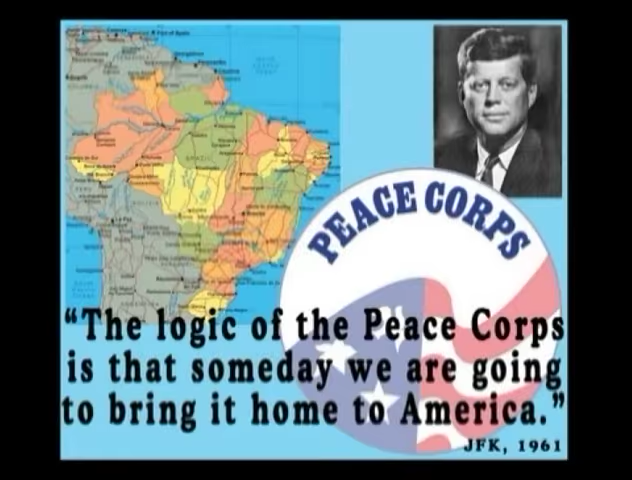 PEACE CORPS
BRAZIL
“The logic of the Peace Corps
is that someday we are going
to bring it home to America.”
JFK, 1961